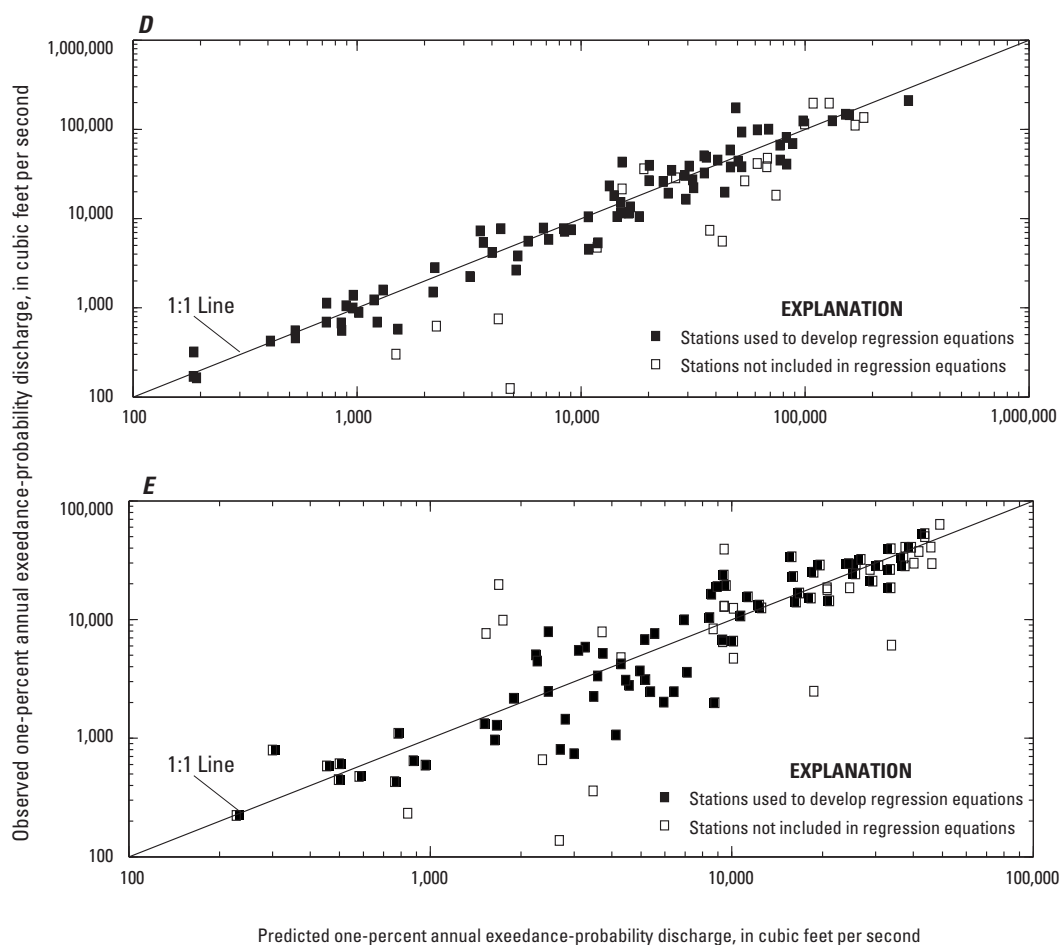 D
1,000,000
100,000
10,000
1,000
100
1:1 Line
EXPLANATION
Stations used to develop regression equations
Stations not included in regression equations
100 1,000 10,000 100,000 1,000,000
Observed one-percent annual exeedance-probability discharge, in cubic feet per second
E
100,000
10,000
1,000
100
1:1 Line
EXPLANATION
Stations used to develop regression equations
Stations not included in regression equations
100 1,000 10,000 100,000
Predicted one-percent annual exeedance-probability discharge, in cubic feet per second